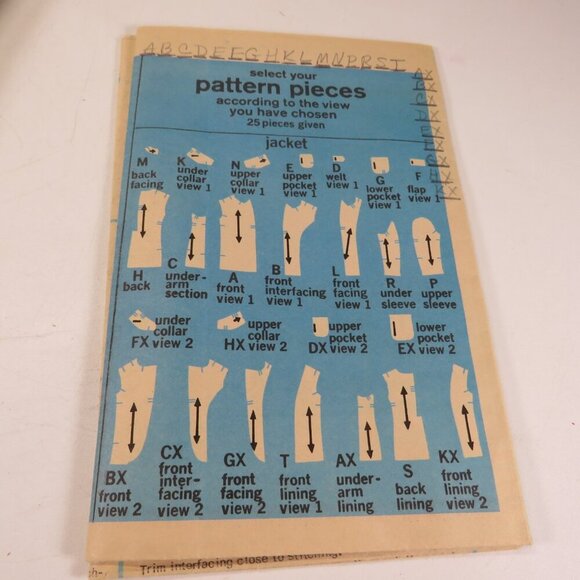 ABCDEEGHKLMNPRST
select your
pattern pieces
according to the view
you have chosen
25 pieces given
jacket
M
back
facing
K
under
collar
view 1
N
upper
collar
view 1
E
upper
pocket
view 1
D
welt
view 1
G
lower
pocket
view 1
F
flap
view 1
H
back
C
under-
arm
section
A
front
view 1
B
front
interfacing
view 1
L
front
facing
view 1
R
under
sleeve
P
upper
sleeve
under
collar
FX view 2
upper
collar
HX view 2
upper
pocket
DX view 2
lower
pocket
EX view 2
BX
front
view 2
CX
front
inter-
facing
view 2
GX
front
facing
view 2
T
front
lining
view 1
AX
under-
arm
lining
S
back
lining
KX
front
lining
view 2
Trim interfacing close to stitching.